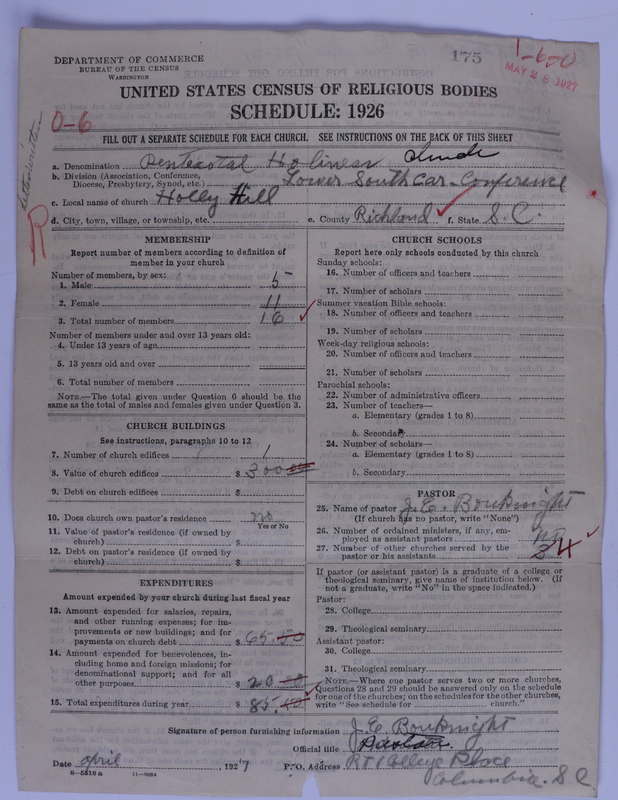 175
1-6-0
MAY 28 1927
DEPARTMENT OF COMMERCE
BUREAU OF THE CENSUS
WASHINGTON
UNITED STATES CENSUS OF RELIGIOUS BODIES
SCHEDULE: 1926
0-6
R
FILL OUT A SEPARATE SCHEDULE FOR EACH CHURCH. SEE INSTRUCTIONS ON THE BACK OF THIS SHEET
a. Denomination Pentecostal Holiness Church
b. Division (Association, Conference, Diocese, Presbytery, Synod, etc.) Lower South Car. Conference
c. Local name of church Holly Hill
d. City, town, village, or township, etc. e. County Richland f. State S. C.
MEMBERSHIP
Report number of members according to definition of member in your church
Number of members, by sex:
1. Male 5
2. Female 11
3. Total number of members 16
Number of members under and over 13 years old:
4. Under 13 years of age
5. 13 years old and over
6. Total number of members
NOTE.—The total given under Question 6 should be the same as the total of males and females given under Question 3.
CHURCH BUILDINGS
See instructions, paragraphs 10 to 12
7. Number of church edifices 1
8. Value of church edifices $ 300 00
9. Debt on church edifices $
10. Does church own pastor's residence no
Yes or No
11. Value of pastor's residence (if owned by church) $
12. Debt on pastor's residence (if owned by church) $
EXPENDITURES
Amount expended by your church during last fiscal year
13. Amount expended for salaries, repairs, and other running expenses; for improvements or new buildings; and for payments on church debt $ 65.00
14. Amount expended for benevolences, including home and foreign missions; for denominational support; and for all other purposes $ 20 00
15. Total expenditures during year $ 85.00
CHURCH SCHOOLS
Report here only schools conducted by this church
Sunday schools:
16. Number of officers and teachers
17. Number of scholars
Summer vacation Bible schools:
18. Number of officers and teachers
19. Number of scholars
Week-day religious schools:
20. Number of officers and teachers
21. Number of scholars
Parochial schools:
22. Number of administrative officers
23. Number of teachers—
a. Elementary (grades 1 to 8)
b. Secondary
24. Number of scholars—
a. Elementary (grades 1 to 8)
b. Secondary
PASTOR
25. Name of pastor J. E. Bouknight
(If church has no pastor, write "None")
26. Number of ordained ministers, if any, employed as assistant pastors no
27. Number of other churches served by the pastor or his assistants 4
If pastor (or assistant pastor) is a graduate of a college or theological seminary, give name of institution below. (If not a graduate, write "No" in the space indicated.)
Pastor:
28. College
29. Theological seminary
Assistant pastor:
30. College
31. Theological seminary
NOTE.—Where one pastor serves two or more churches, Questions 28 and 29 should be answered only on the schedule for one of the churches; on the schedules for the other churches, write "See schedule for church."
Signature of person furnishing information J. E. Bouknight
Official title Pastor
Date april 1927 P. O. Address Rt 1 College Place
Columbia. S. C
8-5518 a 11-9064